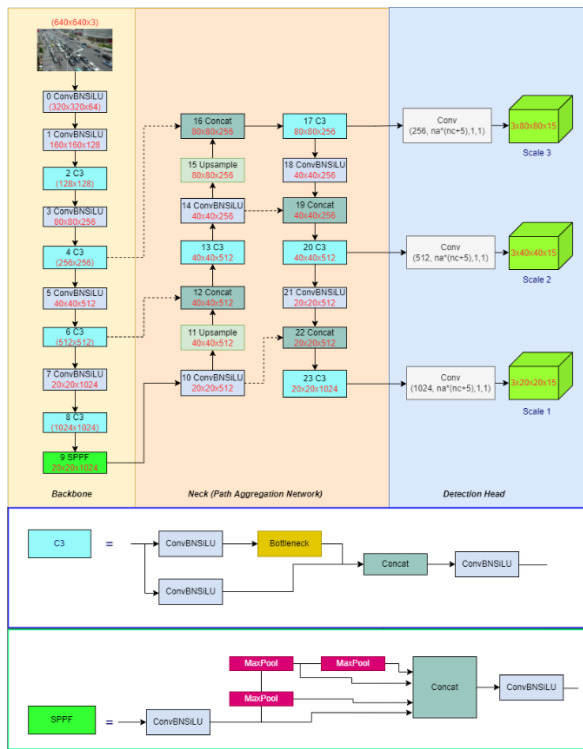 (640x640x3)
0 ConvBNSiLU
(320x320x64)
1 ConvBNSiLU
160x160x128
2 C3
(128x128)
3 ConvBNSiLU
80x80x256
4 C3
(256x256)
5 ConvBNSiLU
40x40x512
6 C3
(512x512)
7 ConvBNSiLU
20x20x1024
8 C3
(1024x1024)
9 SPPF
20x20x1024
Backbone
16 Concat
80x80x256
15 Upsample
80x80x256
14 ConvBNSiLU
40x40x256
13 C3
40x40x512
12 Concat
40x40x512
11 Upsample
40x40x512
10 ConvBNSiLU
20x20x512
17 C3
80x80x256
18 ConvBNSiLU
40x40x256
19 Concat
40x40x256
20 C3
40x40x512
21 ConvBNSiLU
20x20x512
22 Concat
20x20x512
23 C3
20x20x1024
Neck (Path Aggregation Network)
Conv
(256, na*(nc+5),1,1)
3x80x80x15
Scale 3
Conv
(512, na*(nc+5),1,1)
3x40x40x15
Scale 2
Conv
(1024, na*(nc+5),1,1)
3x20x20x15
Scale 1
Detection Head
C3
=
ConvBNSiLU
Bottleneck
ConvBNSiLU
Concat
ConvBNSiLU
SPPF
=
ConvBNSiLU
MaxPool
MaxPool
MaxPool
Concat
ConvBNSiLU